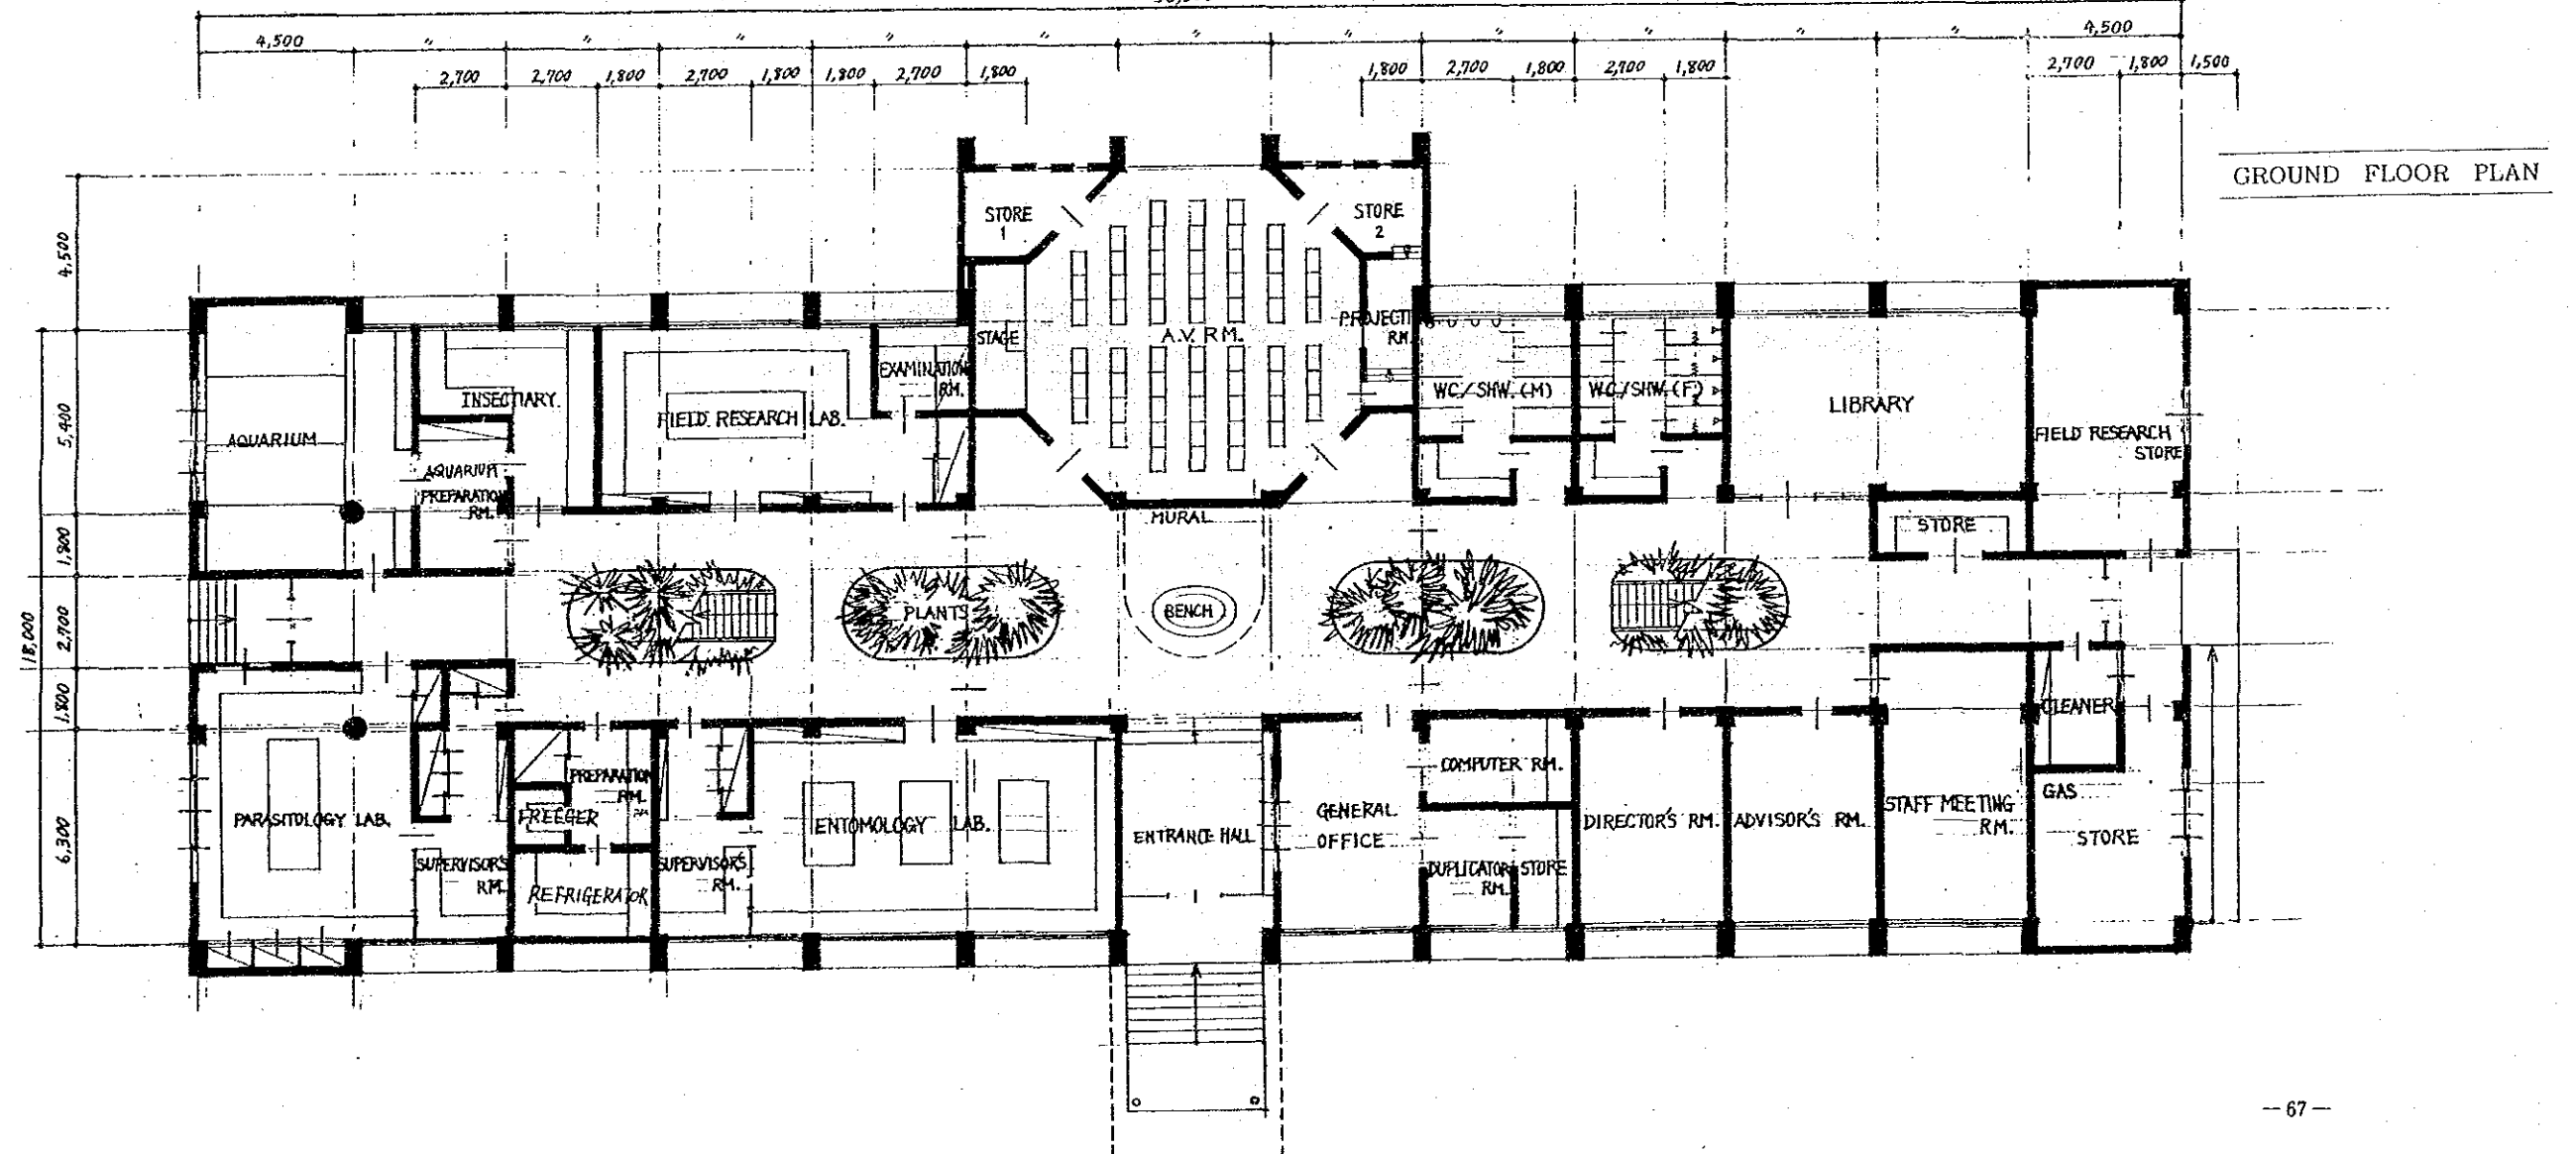 4,500 〃 〃 〃 〃 〃 〃 〃 〃 〃 〃 4,500
2,700 2,700 1,800 2,700 1,800 1,800 2,700 1,800 1,800 2,700 1,800 2,700 1,800 2,700 1,800 1,500
GROUND FLOOR PLAN
4,500
5,400
1,800
2,700
1,800
6,300
18,000
STORE
1
STORE
2
STAGE
A.V. RM.
RM.
EXAMINATION
RM.
INSECTIARY.
FIELD RESEARCH LAB.
AQUARIUM
AQUARIUM
PREPARATION
RM.
WC./SHW. (M)
WC./SHW. (F)
LIBRARY
FIELD RESEARCH
STORE
MURAL
STORE
PLANTS
BENCH
PARASITOLOGY LAB.
SUPERVISOR'S
RM.
PREPARATION
RM.
FREEGER
REFRIGERATOR
SUPERVISOR'S
RM.
ENTOMOLOGY LAB.
ENTRANCE HALL
GENERAL
OFFICE
COMPUTER RM.
DUPLICATOR
RM.
STORE
DIRECTOR'S RM.
ADVISOR'S RM.
STAFF MEETING
RM.
CLEANER
GAS
STORE
— 67 —